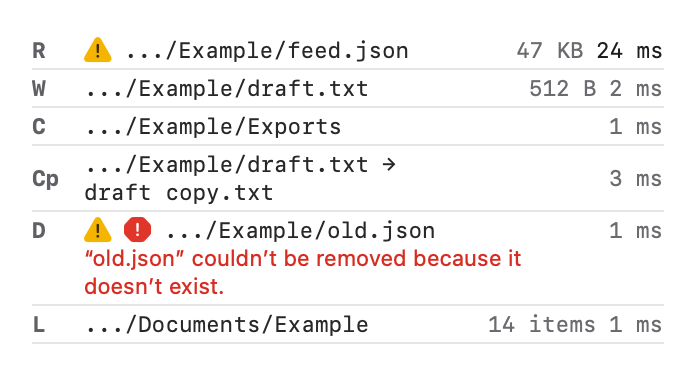 R ⚠ .../Example/feed.json 47 KB 24 ms
W .../Example/draft.txt 512 B 2 ms
C .../Example/Exports 1 ms
Cp .../Example/draft.txt → 3 ms
draft copy.txt
D ⚠ ! .../Example/old.json 1 ms
“old.json” couldn’t be removed because it
doesn’t exist.
L .../Documents/Example 14 items 1 ms